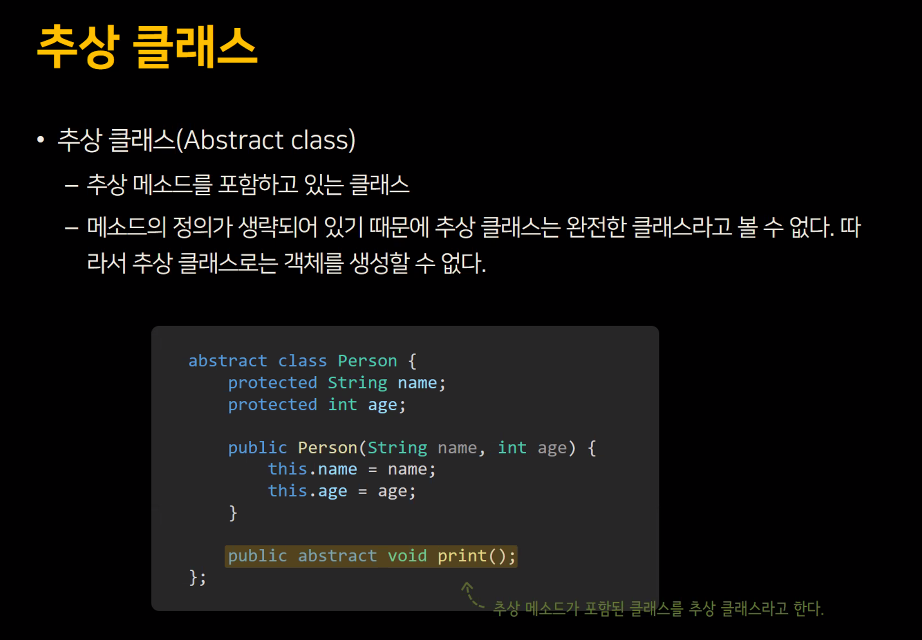 추상 클래스
• 추상 클래스(Abstract class)
– 추상 메소드를 포함하고 있는 클래스
– 메소드의 정의가 생략되어 있기 때문에 추상 클래스는 완전한 클래스라고 볼 수 없다. 따
라서 추상 클래스로는 객체를 생성할 수 없다.
abstract class Person {
    protected String name;
    protected int age;
    public Person(String name, int age) {
        this.name = name;
        this.age = age;
    }
    public abstract void print();
};
추상 메소드가 포함된 클래스를 추상 클래스라고 한다.